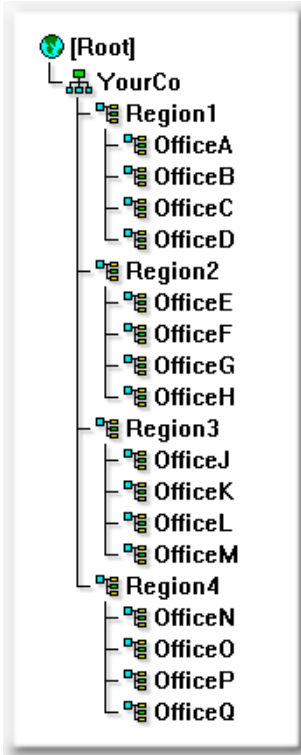 [Root]
YourCo
Region1
OfficeA
OfficeB
OfficeC
OfficeD
Region2
OfficeE
OfficeF
OfficeG
OfficeH
Region3
OfficeJ
OfficeK
OfficeL
OfficeM
Region4
OfficeN
OfficeO
OfficeP
OfficeQ